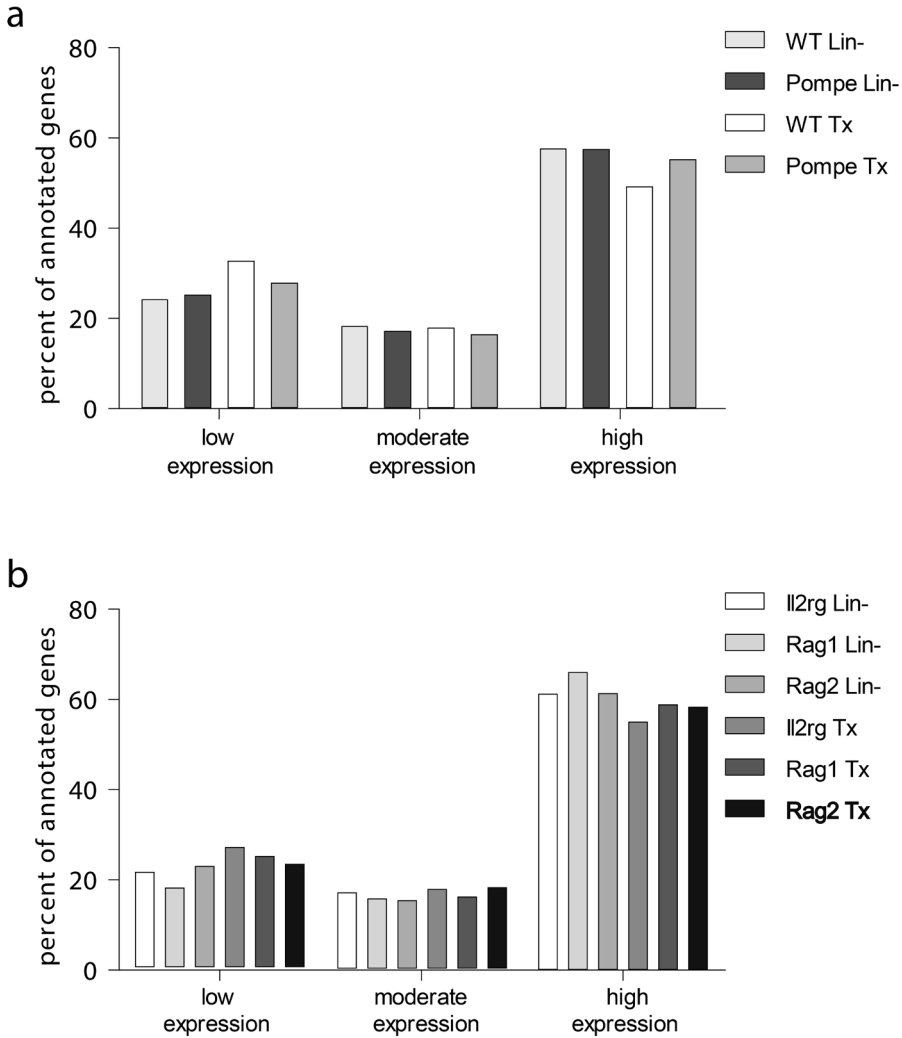 a
percent of annotated genes
80
60
40
20
0
low
expression
moderate
expression
high
expression
WT Lin-
Pompe Lin-
WT Tx
Pompe Tx
b
percent of annotated genes
80
60
40
20
0
low
expression
moderate
expression
high
expression
Il2rg Lin-
Rag1 Lin-
Rag2 Lin-
Il2rg Tx
Rag1 Tx
Rag2 Tx